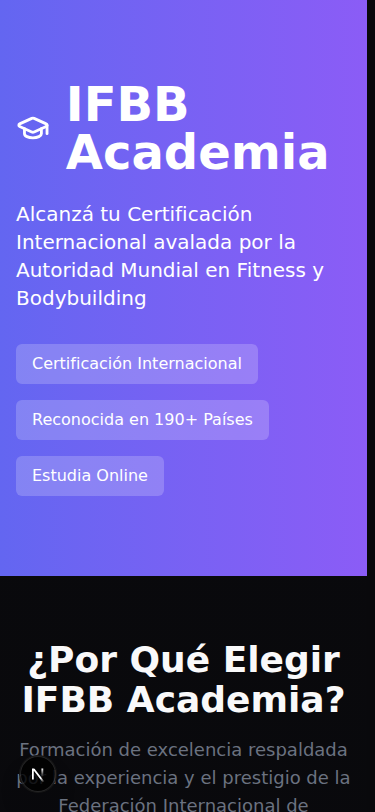 IFBB
Academia
Alcanzá tu Certificación
Internacional avalada por la
Autoridad Mundial en Fitness y
Bodybuilding
Certificación Internacional
Reconocida en 190+ Países
Estudia Online
¿Por Qué Elegir
IFBB Academia?
Formación de excelencia respaldada
la experiencia y el prestigio de la
Federación Internacional de